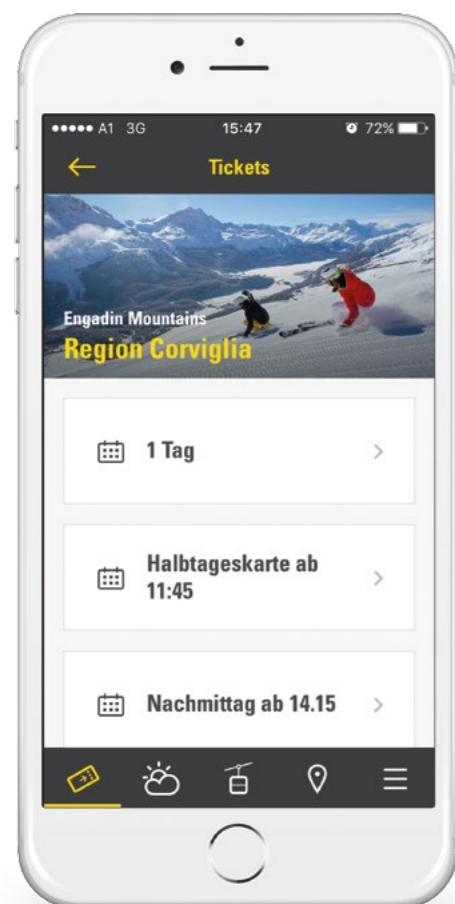 A1 3G 15:47 72%
Tickets
Engadin Mountains
Region Corviglia
1 Tag
Halbtageskarte ab
11:45
Nachmittag ab 14.15